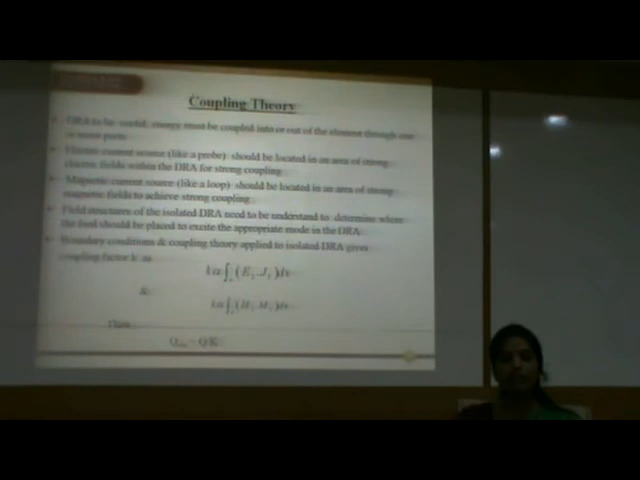 Coupling Theory
DRA to be useful, energy must be coupled into or out of the element through one
or more ports
Electric current source (like a probe) should be located in an area of strong
electric fields within the DRA for strong coupling
Magnetic current source (like a loop) should be located in an area of strong
magnetic fields to achieve strong coupling
Field structures of the isolated DRA need to be understand to determine where
the feed should be placed to excite the appropriate mode in the DRA
Boundary conditions & coupling theory applied to isolated DRA gives
coupling factor k as
&
Then